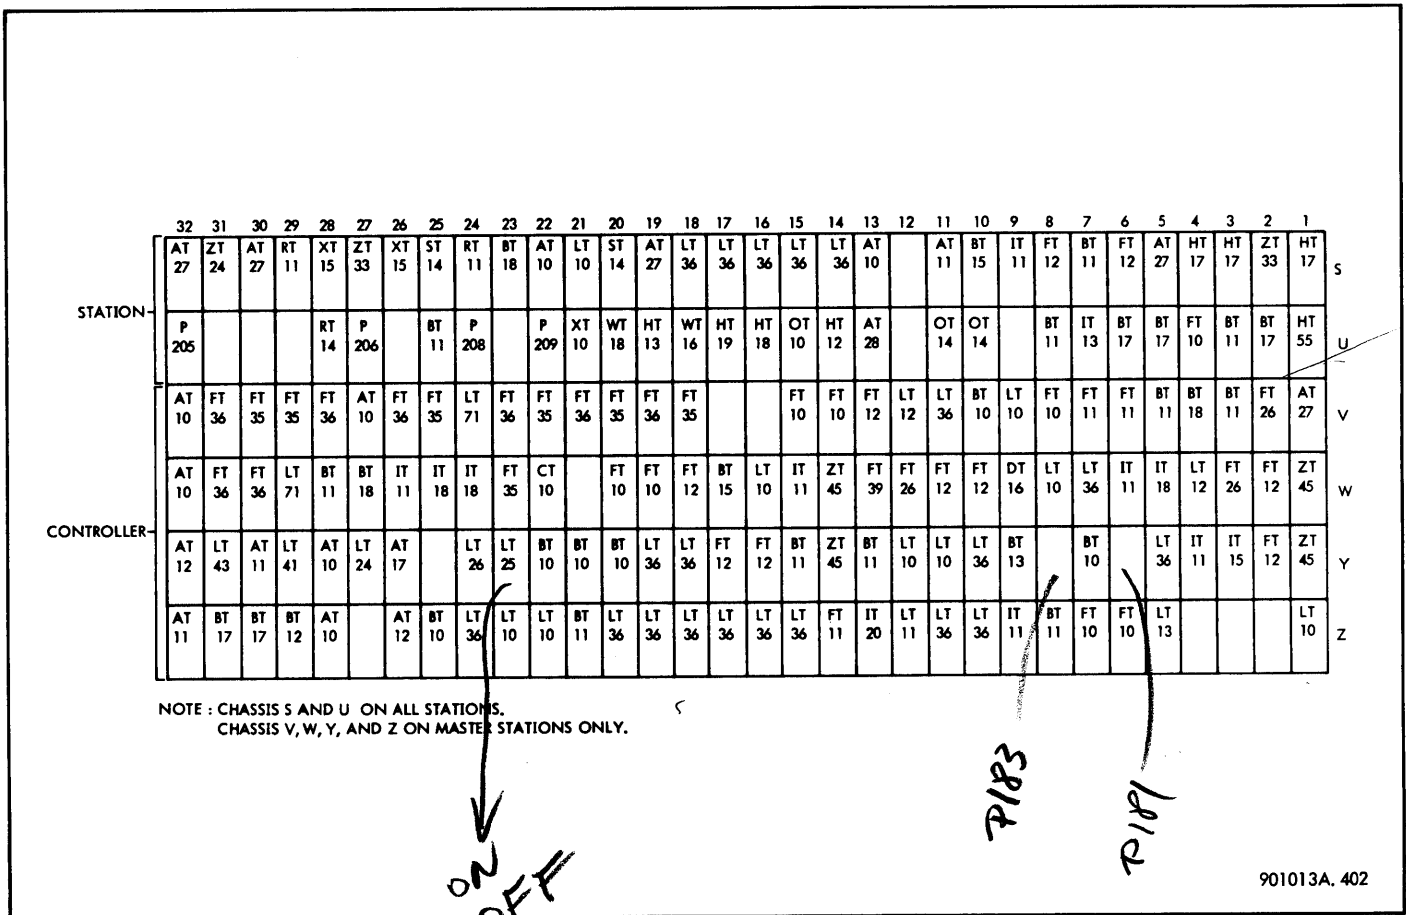 32 31 30 29 28 27 26 25 24 23 22 21 20 19 18 17 16 15 14 13 12 11 10 9 8 7 6 5 4 3 2 1
AT ZT AT RT XT ZT XT ST RT BT AT LT ST AT LT LT LT LT LT AT AT BT IT FT BT FT AT HT HT ZT HT
27 24 27 11 15 33 15 14 11 18 10 10 14 27 36 36 36 36 36 10 11 15 11 12 11 12 27 17 17 33 17 S
STATION
P RT P BT P P XT WT HT WT HT HT OT HT AT OT OT BT IT BT BT FT BT BT HT
205 14 206 11 208 209 10 18 13 16 19 18 10 12 28 14 14 11 13 17 17 10 11 17 55 U
AT FT FT FT FT AT FT FT LT FT FT FT FT FT FT FT FT FT LT LT BT LT FT FT FT BT BT BT FT AT
10 36 35 35 36 10 36 35 71 36 35 36 35 36 35 10 10 12 12 36 10 10 10 11 11 11 18 11 26 27 V
AT FT FT LT BT BT IT IT IT FT CT FT FT FT BT LT IT ZT FT FT FT FT DT LT LT IT IT LT FT FT ZT
10 36 36 71 11 18 11 18 18 35 10 10 10 12 15 10 11 45 39 26 12 12 16 10 36 11 18 12 26 12 45 W
CONTROLLER
AT LT AT LT AT LT AT LT LT BT BT BT LT LT FT FT BT ZT BT LT LT LT BT BT LT IT IT FT ZT
12 43 11 41 10 24 17 26 25 10 10 10 36 36 12 12 11 45 11 10 10 36 13 10 36 11 15 12 45 Y
AT BT BT BT AT AT BT LT LT LT BT LT LT LT LT LT LT FT IT LT LT LT IT BT FT FT LT LT
11 17 17 12 10 12 10 36 10 10 11 36 36 36 36 36 36 11 20 11 36 36 11 11 10 10 13 10 Z
NOTE : CHASSIS S AND U ON ALL STATIONS.
CHASSIS V, W, Y, AND Z ON MASTER STATIONS ONLY.
P183
P181
ON
OFF
901013A. 402